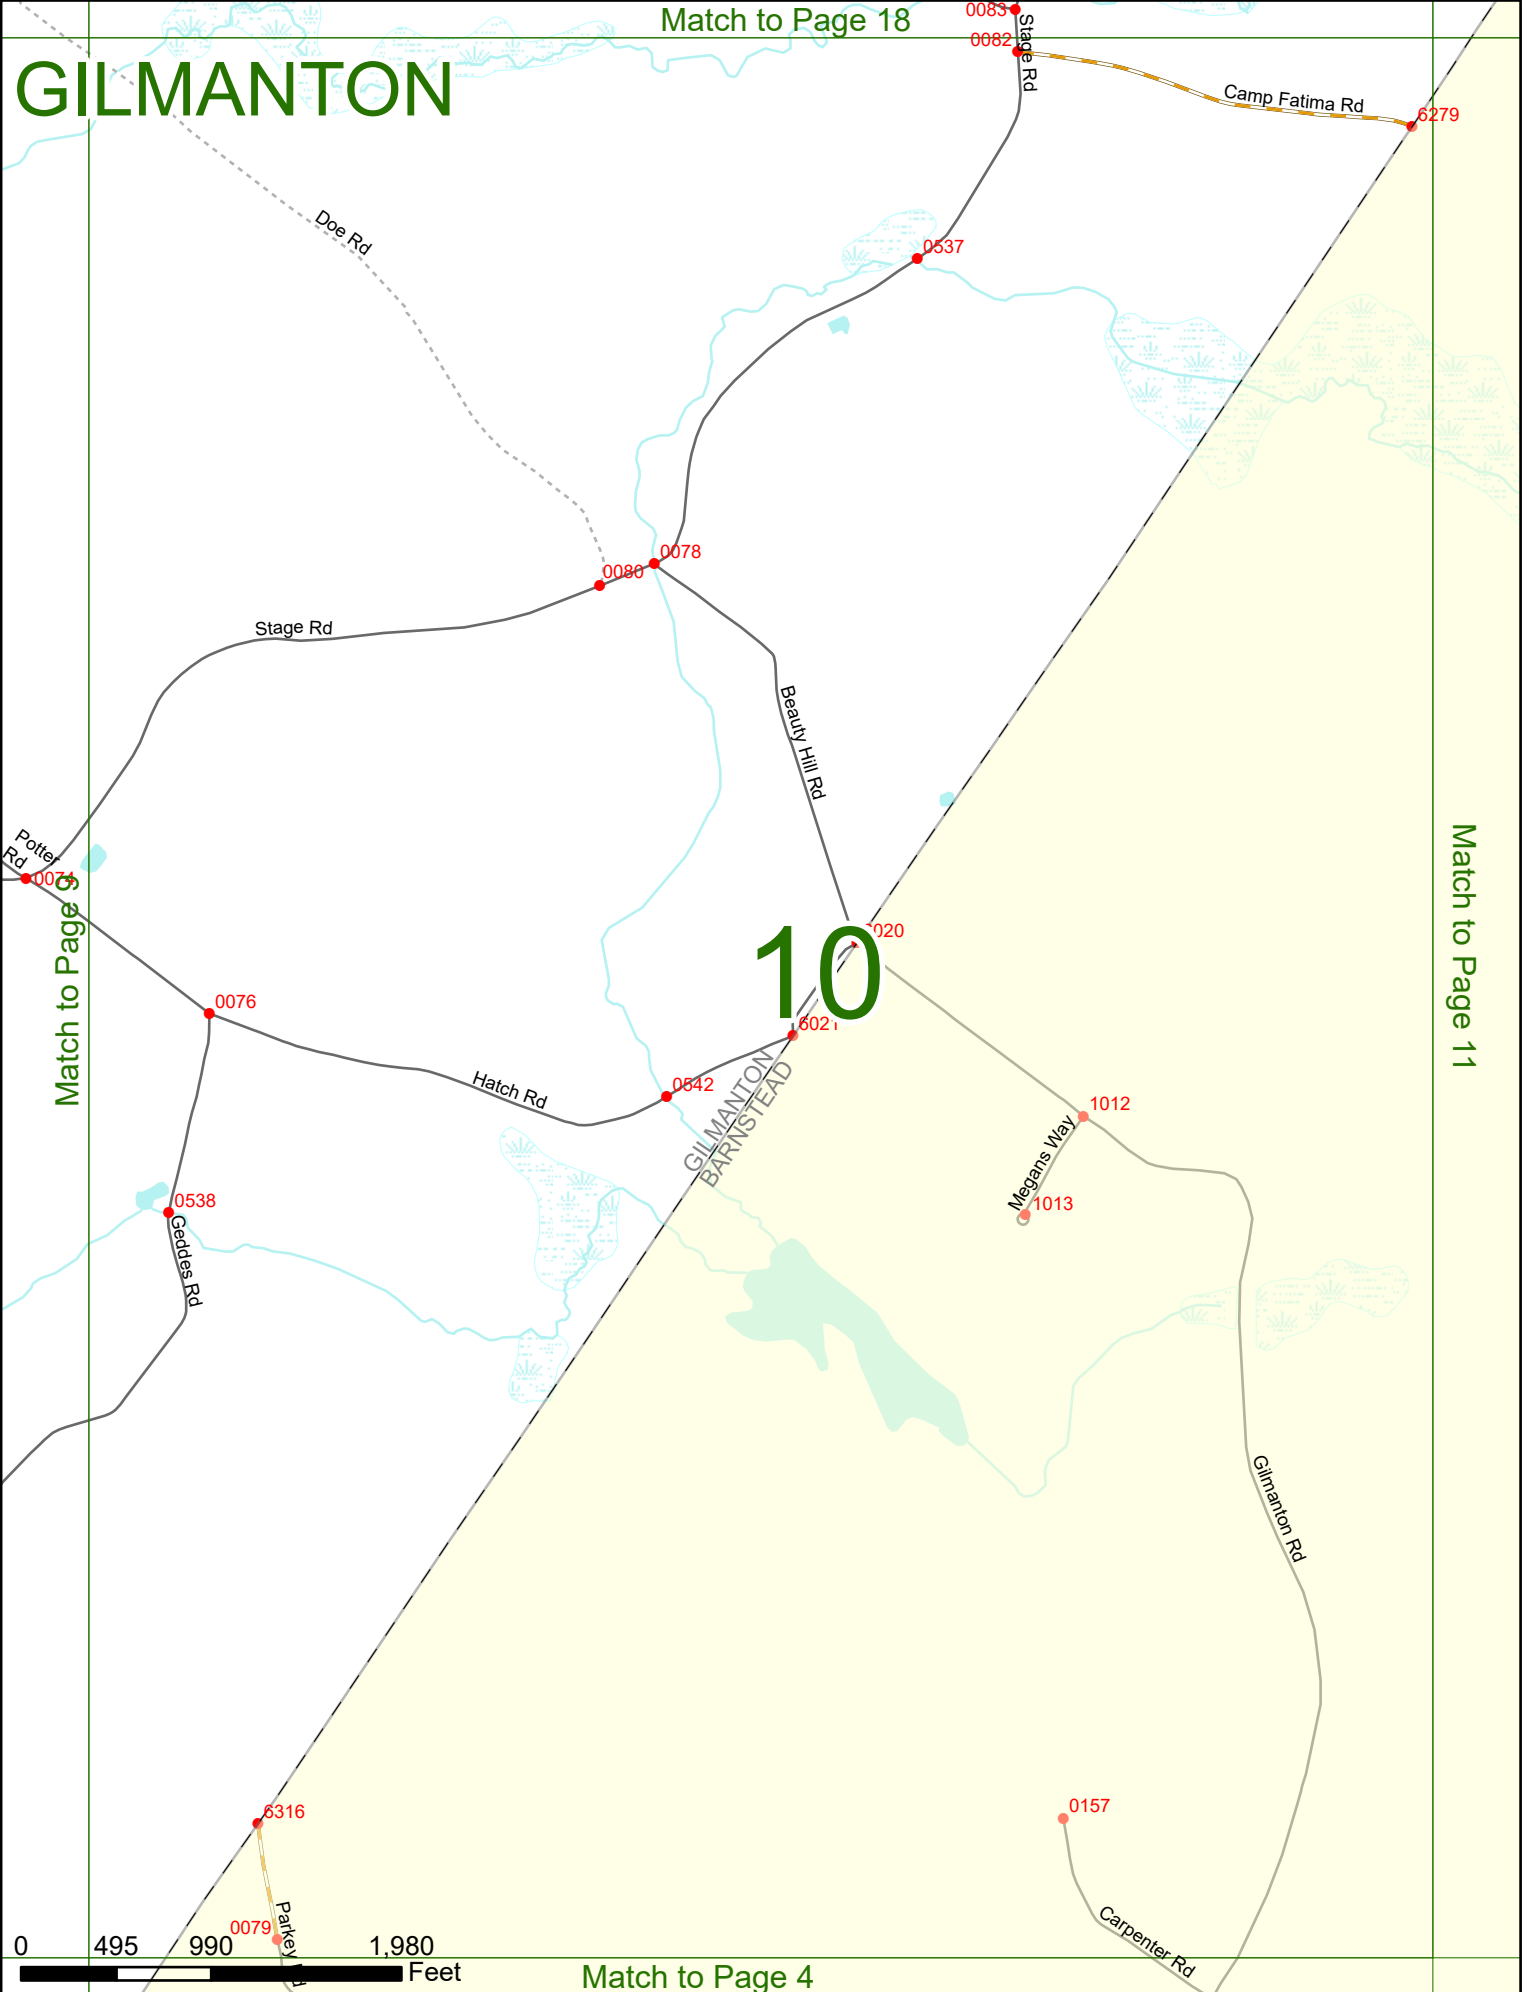 Match to Page 18
0083
Stage Rd
0082
GILMANTON
Camp Fatima Rd
6279
Doe Rd
0537
0078
0080
Stage Rd
Beauty Hill Rd
Potter
Rd
0074
Match to Page 9
Match to Page 11
6020
10
0076
6021
Hatch Rd
0542
GILMANTON
BARNSTEAD
1012
Megans Way
1013
0538
Geddes Rd
Gilmanton Rd
6316
0157
0079
Parkey Rd
Carpenter Rd
0 495 990 1,980
Feet
Match to Page 4